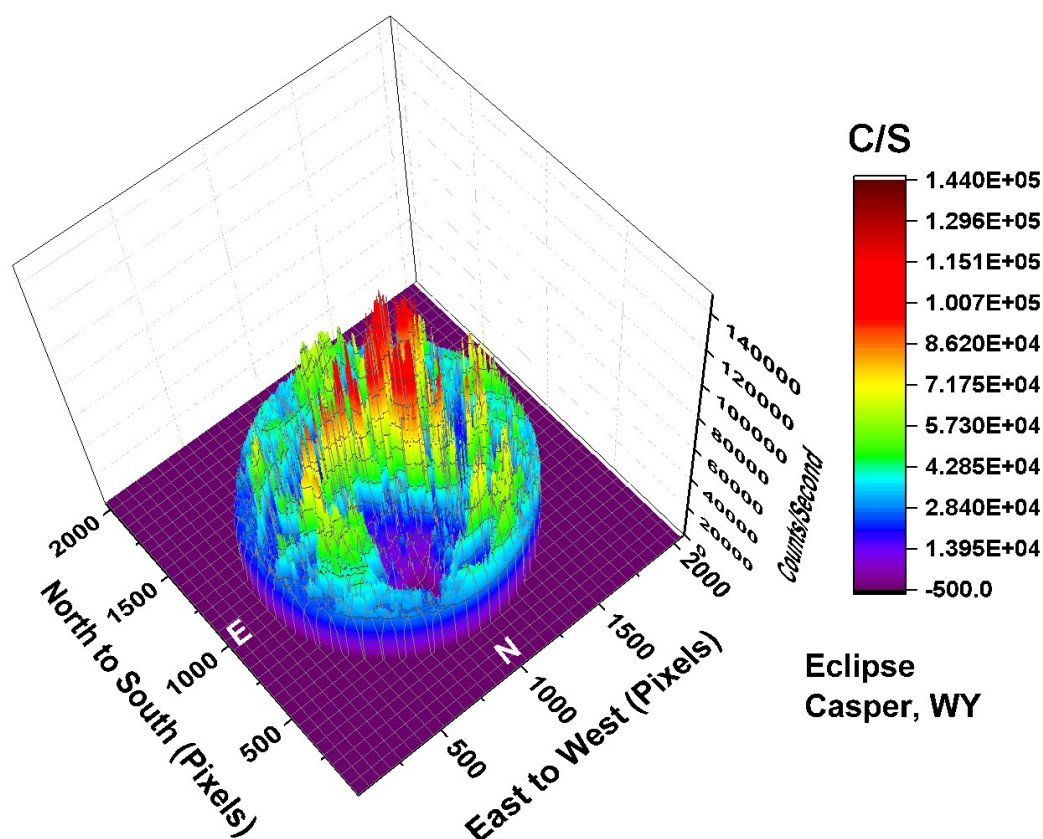 C/S
1.440E+05
1.296E+05
1.151E+05
1.007E+05
8.620E+04
7.175E+04
5.730E+04
4.285E+04
2.840E+04
1.395E+04
-500.0
140000
120000
100000
80000
60000
40000
20000
0
Counts/Second
2000
1500
1000
500
North to South (Pixels)
E
N
500
1000
1500
2000
East to West (Pixels)
Eclipse
Casper, WY